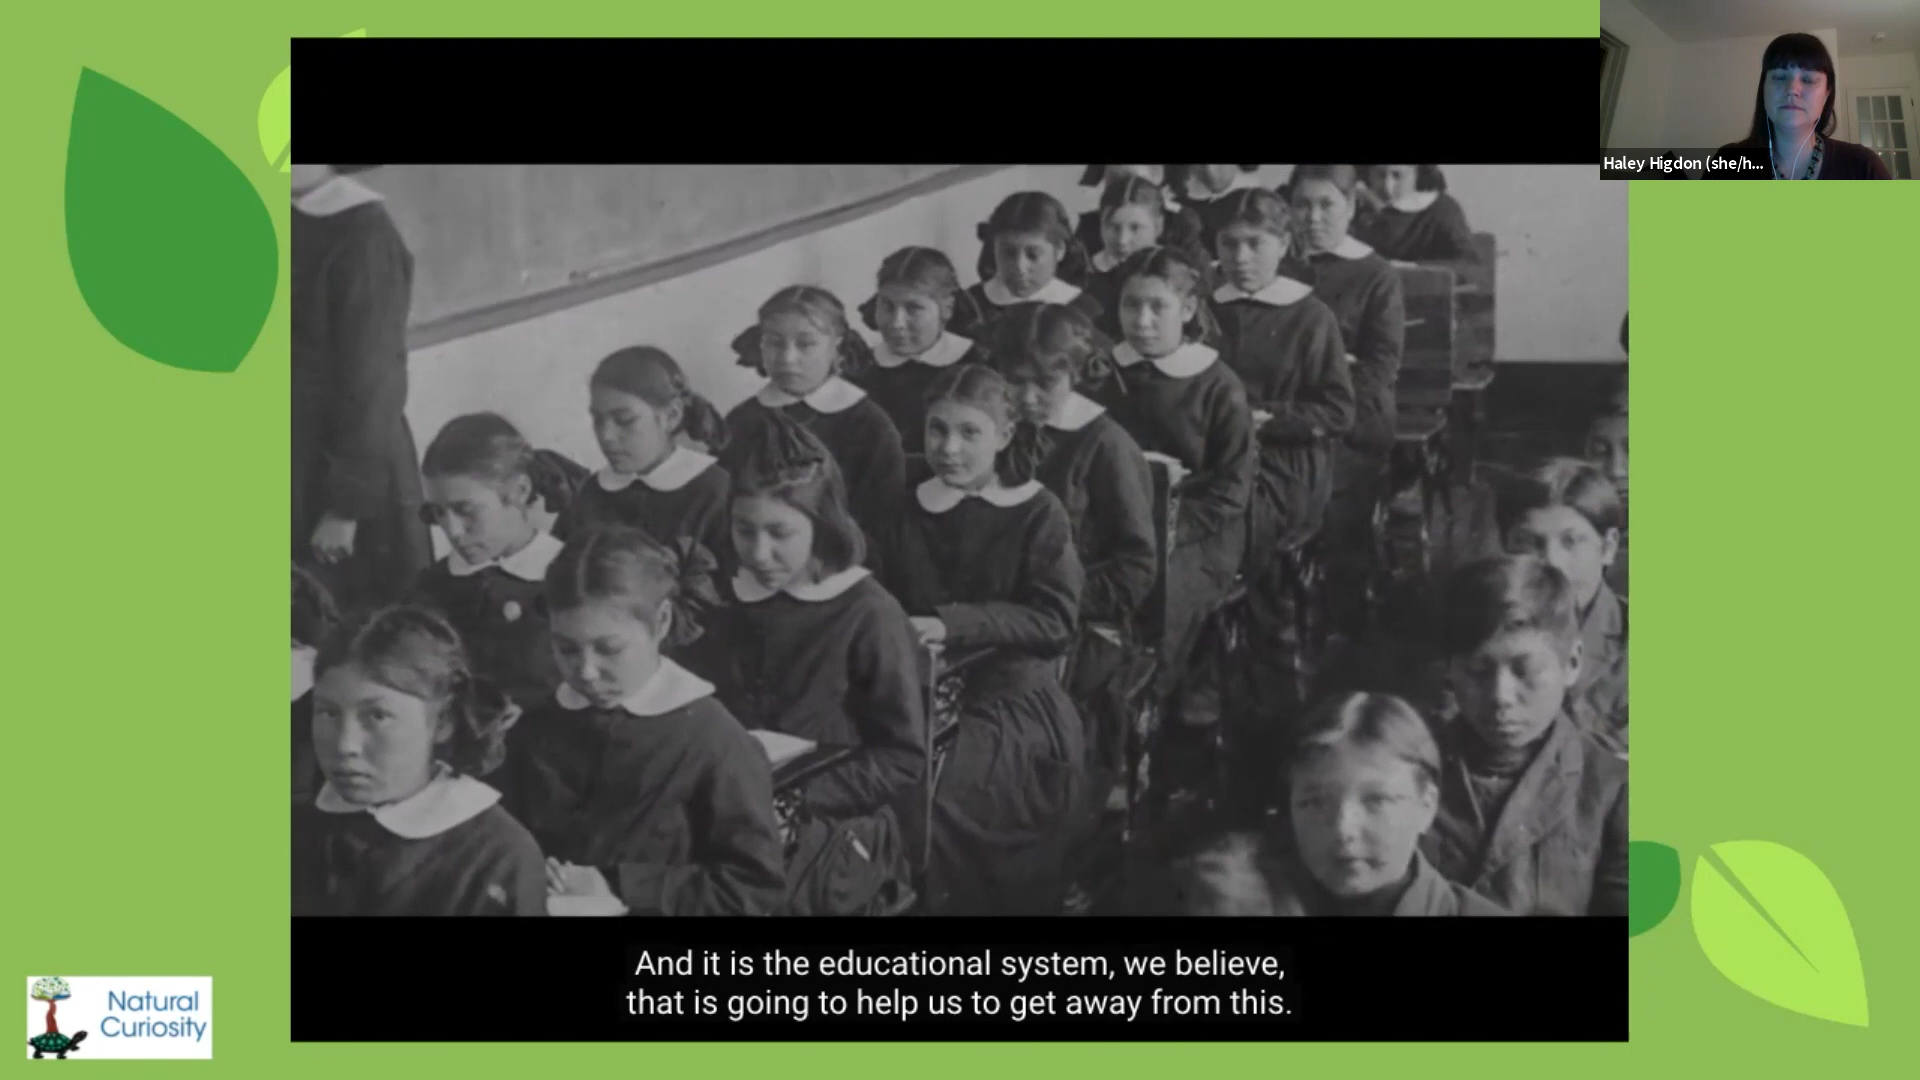 Haley Higdon (she/h...
And it is the educational system, we believe,
that is going to help us to get away from this.
Natural
Curiosity